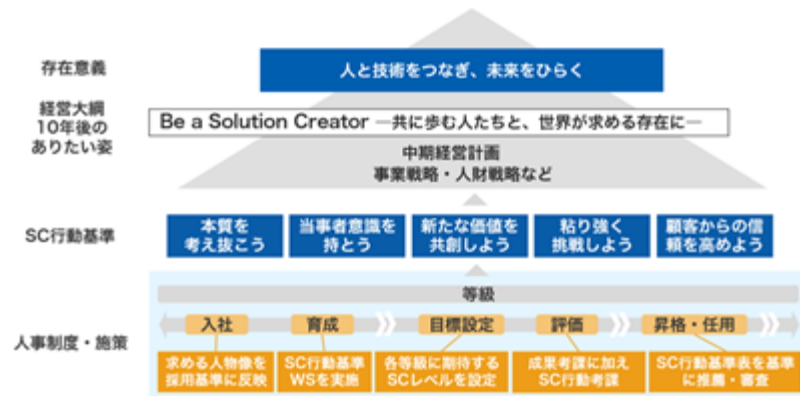 存在意義
人と技術をつなぎ、未来をひらく
経営大綱
10年後の
ありたい姿
Be a Solution Creator ―共に歩む人たちと、世界が求める存在に―
中期経営計画
事業戦略・人財戦略など
SC行動基準
本質を
考え抜こう
当事者意識を
持とう
新たな価値を
共創しよう
粘り強く
挑戦しよう
顧客からの信
頼を高めよう
人事制度・施策
等級
入社
育成
目標設定
評価
昇格・任用
求める人物像を
採用基準に反映
SC行動基準
WSを実施
各等級に期待する
SCレベルを設定
成果考課に加え
SC行動考課
SC行動基準表を基準
に推薦・審査